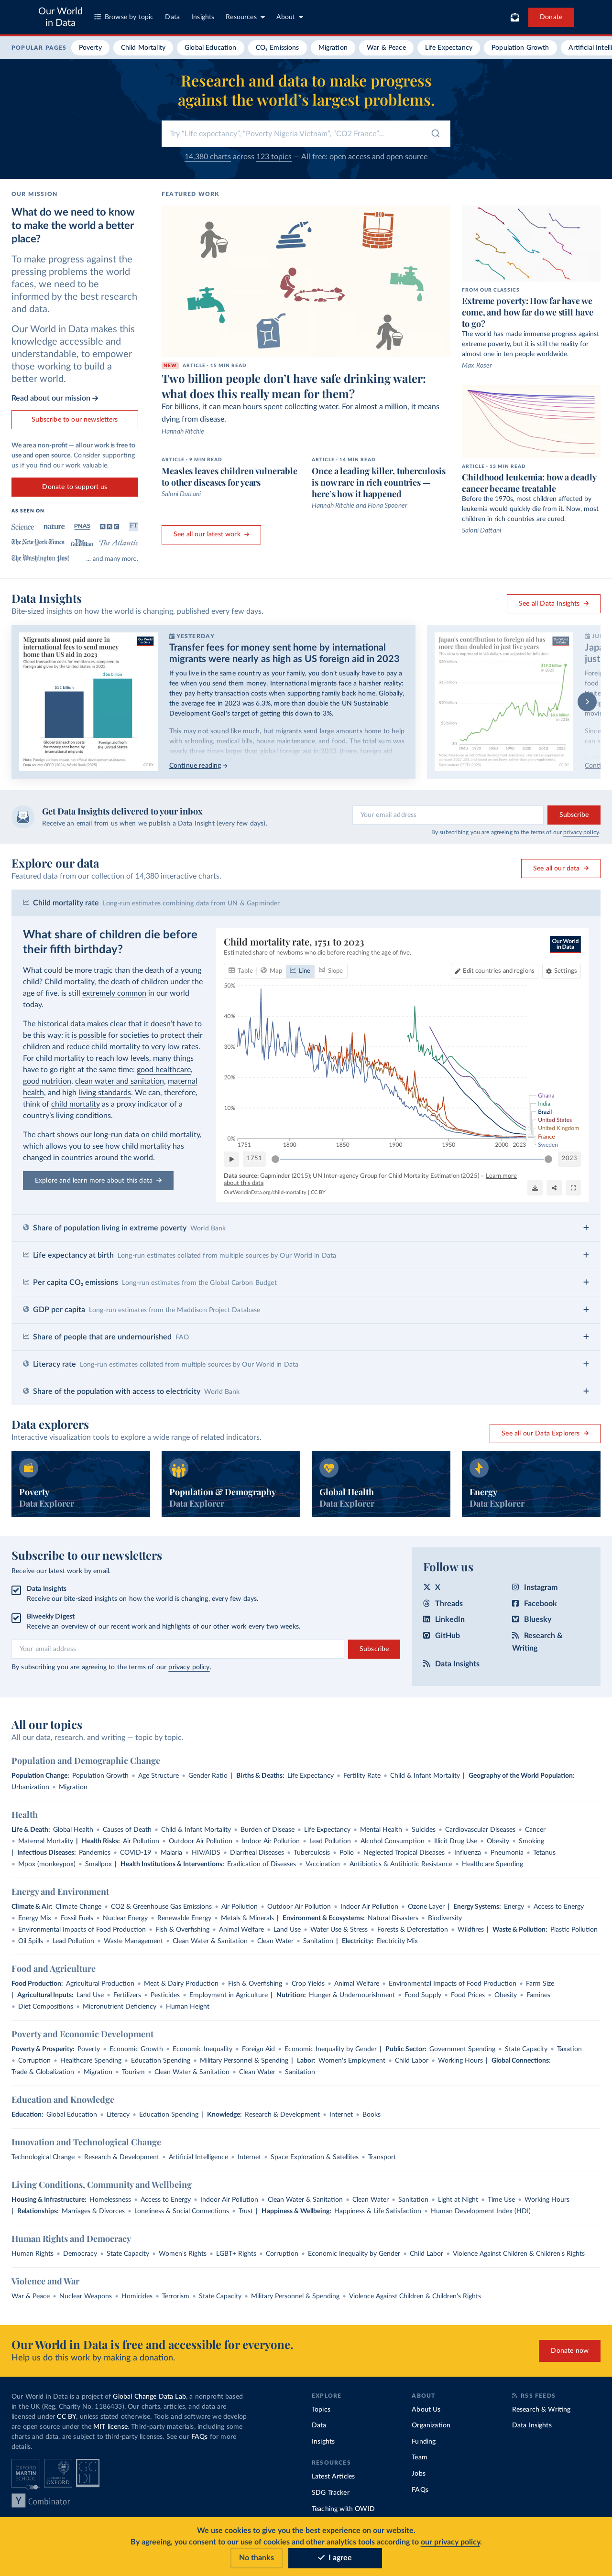 Our World
in Data
Browse by topic
Data
Insights
Resources
About
Donate
POPULAR PAGES
Poverty
Child Mortality
Global Education
CO₂ Emissions
Migration
War & Peace
Life Expectancy
Population Growth
Artificial Intelli
Research and data to make progress
against the world's largest problems.
Try "Life expectancy", "Poverty Nigeria Vietnam", "CO2 France"...
14,380 charts across 123 topics — All free: open access and open source
OUR MISSION
What do we need to know
to make the world a better
place?
To make progress against the
pressing problems the world
faces, we need to be
informed by the best research
and data.
Our World in Data makes this
knowledge accessible and
understandable, to empower
those working to build a
better world.
Read about our mission →
Subscribe to our newsletters
We are a non-profit — all our work is free to
use and open source. Consider supporting
us if you find our work valuable.
Donate to support us
AS SEEN ON
Science
nature
PNAS
BBC
FT
The New York Times
The Guardian
The Atlantic
The Washington Post
... and many more.
FEATURED WORK
NEW ARTICLE • 15 MIN READ
Two billion people don't have safe drinking water:
what does this really mean for them?
For billions, it can mean hours spent collecting water. For almost a million, it means
dying from disease.
Hannah Ritchie
ARTICLE • 9 MIN READ
Measles leaves children vulnerable
to other diseases for years
Saloni Dattani
ARTICLE • 14 MIN READ
Once a leading killer, tuberculosis
is now rare in rich countries —
here's how it happened
Hannah Ritchie and Fiona Spooner
See all our latest work →
FROM OUR CLASSICS
Extreme poverty: How far have we
come, and how far do we still have
to go?
The world has made immense progress against
extreme poverty, but it is still the reality for
almost one in ten people worldwide.
Max Roser
ARTICLE • 13 MIN READ
Childhood leukemia: how a deadly
cancer became treatable
Before the 1970s, most children affected by
leukemia would quickly die from it. Now, most
children in rich countries are cured.
Saloni Dattani
Data Insights
Bite-sized insights on how the world is changing, published every few days.
See all Data Insights →
Migrants almost paid more in
international fees to send money
home than US aid in 2023
YESTERDAY
Transfer fees for money sent home by international
migrants were nearly as high as US foreign aid in 2023
If you live in the same country as your family, you don't usually have to pay a
fee when you send them money. International migrants face a harsher reality:
they pay hefty transaction costs when supporting family back home. Globally,
the average fee in 2023 was 6.3%, more than double the UN Sustainable
Development Goal's target of getting this down to 3%.
This may not sound like much, but migrants send large amounts home to help
with schooling, medical bills, house maintenance, and food. The total sum was
nearly three times larger than global foreign aid in 2023. (Here, foreign aid
Continue reading →
Japan's contribution to foreign aid has
more than doubled in just five years
Get Data Insights delivered to your inbox
Receive an email from us when we publish a Data Insight (every few days).
Your email address
Subscribe
By subscribing you are agreeing to the terms of our privacy policy.
Explore our data
Featured data from our collection of 14,380 interactive charts.
See all our data →
Child mortality rate Long-run estimates combining data from UN & Gapminder
What share of children die before
their fifth birthday?
What could be more tragic than the death of a young
child? Child mortality, the death of children under the
age of five, is still extremely common in our world
today.
The historical data makes clear that it doesn't have to
be this way: it is possible for societies to protect their
children and reduce child mortality to very low rates.
For child mortality to reach low levels, many things
have to go right at the same time: good healthcare,
good nutrition, clean water and sanitation, maternal
health, and high living standards. We can, therefore,
think of child mortality as a proxy indicator of a
country's living conditions.
The chart shows our long-run data on child mortality,
which allows you to see how child mortality has
changed in countries around the world.
Explore and learn more about this data →
Child mortality rate, 1751 to 2023
Estimated share of newborns who die before reaching the age of five.
Our World
in Data
Table
Map
Line
Slope
Edit countries and regions
Settings
50%
40%
30%
20%
10%
0%
1751
1800
1850
1900
1950
2000
2023
Ghana
India
Brazil
United States
United Kingdom
France
Sweden
1751
2023
Data source: Gapminder (2015); UN Inter-agency Group for Child Mortality Estimation (2025) – Learn more
about this data
OurWorldinData.org/child-mortality | CC BY
Share of population living in extreme poverty World Bank
Life expectancy at birth Long-run estimates collated from multiple sources by Our World in Data
Per capita CO₂ emissions Long-run estimates from the Global Carbon Budget
GDP per capita Long-run estimates from the Maddison Project Database
Share of people that are undernourished FAO
Literacy rate Long-run estimates collated from multiple sources by Our World in Data
Share of the population with access to electricity World Bank
Data explorers
Interactive visualization tools to explore a wide range of related indicators.
See all our Data Explorers →
Poverty
Data Explorer
Population & Demography
Data Explorer
Global Health
Data Explorer
Energy
Data Explorer
Subscribe to our newsletters
Receive our latest work by email.
Data Insights
Receive our bite-sized insights on how the world is changing, every few days.
Biweekly Digest
Receive an overview of our recent work and highlights of our other work every two weeks.
Your email address
Subscribe
By subscribing you are agreeing to the terms of our privacy policy.
Follow us
X
Instagram
Threads
Facebook
LinkedIn
Bluesky
GitHub
Research &
Writing
Data Insights
All our topics
All our data, research, and writing — topic by topic.
Population and Demographic Change
Population Change: Population Growth • Age Structure • Gender Ratio | Births & Deaths: Life Expectancy • Fertility Rate • Child & Infant Mortality | Geography of the World Population:
Urbanization • Migration
Health
Life & Death: Global Health • Causes of Death • Child & Infant Mortality • Burden of Disease • Life Expectancy • Mental Health • Suicides • Cardiovascular Diseases • Cancer
• Maternal Mortality | Health Risks: Air Pollution • Outdoor Air Pollution • Indoor Air Pollution • Lead Pollution • Alcohol Consumption • Illicit Drug Use • Obesity • Smoking
| Infectious Diseases: Pandemics • COVID-19 • Malaria • HIV/AIDS • Diarrheal Diseases • Tuberculosis • Polio • Neglected Tropical Diseases • Influenza • Pneumonia • Tetanus
• Mpox (monkeypox) • Smallpox | Health Institutions & Interventions: Eradication of Diseases • Vaccination • Antibiotics & Antibiotic Resistance • Healthcare Spending
Energy and Environment
Climate & Air: Climate Change • CO2 & Greenhouse Gas Emissions • Air Pollution • Outdoor Air Pollution • Indoor Air Pollution • Ozone Layer | Energy Systems: Energy • Access to Energy
• Energy Mix • Fossil Fuels • Nuclear Energy • Renewable Energy • Metals & Minerals | Environment & Ecosystems: Natural Disasters • Biodiversity
• Environmental Impacts of Food Production • Fish & Overfishing • Animal Welfare • Land Use • Water Use & Stress • Forests & Deforestation • Wildfires | Waste & Pollution: Plastic Pollution
• Oil Spills • Lead Pollution • Waste Management • Clean Water & Sanitation • Clean Water • Sanitation | Electricity: Electricity Mix
Food and Agriculture
Food Production: Agricultural Production • Meat & Dairy Production • Fish & Overfishing • Crop Yields • Animal Welfare • Environmental Impacts of Food Production • Farm Size
| Agricultural Inputs: Land Use • Fertilizers • Pesticides • Employment in Agriculture | Nutrition: Hunger & Undernourishment • Food Supply • Food Prices • Obesity • Famines
• Diet Compositions • Micronutrient Deficiency • Human Height
Poverty and Economic Development
Poverty & Prosperity: Poverty • Economic Growth • Economic Inequality • Foreign Aid • Economic Inequality by Gender | Public Sector: Government Spending • State Capacity • Taxation
• Corruption • Healthcare Spending • Education Spending • Military Personnel & Spending | Labor: Women's Employment • Child Labor • Working Hours | Global Connections:
Trade & Globalization • Migration • Tourism • Clean Water & Sanitation • Clean Water • Sanitation
Education and Knowledge
Education: Global Education • Literacy • Education Spending | Knowledge: Research & Development • Internet • Books
Innovation and Technological Change
Technological Change • Research & Development • Artificial Intelligence • Internet • Space Exploration & Satellites • Transport
Living Conditions, Community and Wellbeing
Housing & Infrastructure: Homelessness • Access to Energy • Indoor Air Pollution • Clean Water & Sanitation • Clean Water • Sanitation • Light at Night • Time Use • Working Hours
| Relationships: Marriages & Divorces • Loneliness & Social Connections • Trust | Happiness & Wellbeing: Happiness & Life Satisfaction • Human Development Index (HDI)
Human Rights and Democracy
Human Rights • Democracy • State Capacity • Women's Rights • LGBT+ Rights • Corruption • Economic Inequality by Gender • Child Labor • Violence Against Children & Children's Rights
Violence and War
War & Peace • Nuclear Weapons • Homicides • Terrorism • State Capacity • Military Personnel & Spending • Violence Against Children & Children's Rights
Our World in Data is free and accessible for everyone.
Help us do this work by making a donation.
Donate now
Our World in Data is a project of Global Change Data Lab, a nonprofit based
in the UK (Reg. Charity No. 1186433). Our charts, articles, and data are
licensed under CC BY, unless stated otherwise. Tools and software we develop
are open source under the MIT license. Third-party materials, including some
charts and data, are subject to third-party licenses. See our FAQs for more
details.
OXFORD
MARTIN
SCHOOL
UNIVERSITY OF
OXFORD
GCDL
Y Combinator
EXPLORE
Topics
Data
Insights
RESOURCES
Latest Articles
SDG Tracker
Teaching with OWID
ABOUT
About Us
Organization
Funding
Team
Jobs
FAQs
RSS FEEDS
Research & Writing
Data Insights
We use cookies to give you the best experience on our website.
By agreeing, you consent to our use of cookies and other analytics tools according to our privacy policy.
No thanks
I agree